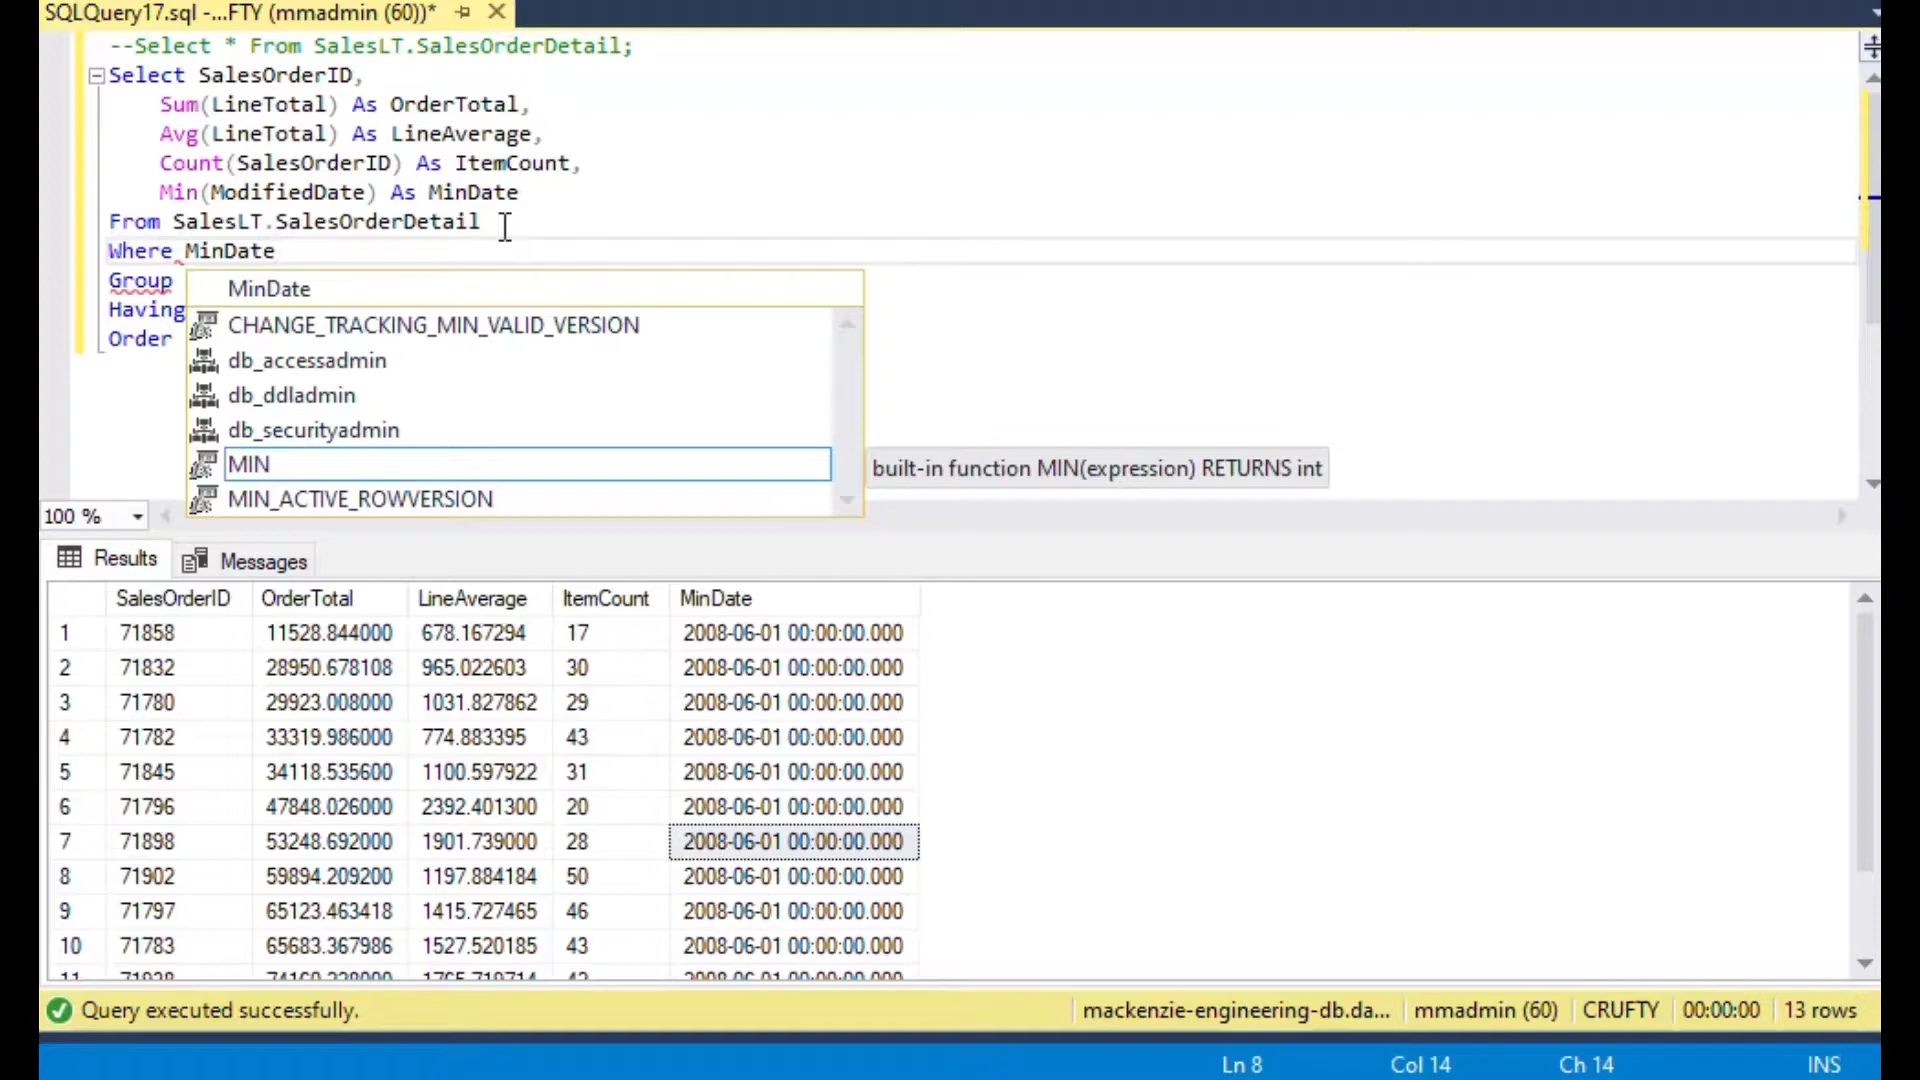 SQLQuery17.sql -...FTY (mmadmin (60))*
--Select * From SalesLT.SalesOrderDetail;
Select SalesOrderID,
Sum(LineTotal) As OrderTotal,
Avg(LineTotal) As LineAverage,
Count(SalesOrderID) As ItemCount,
Min(ModifiedDate) As MinDate
From SalesLT.SalesOrderDetail
Where MinDate
Group
Having
Order
MinDate
CHANGE_TRACKING_MIN_VALID_VERSION
db_accessadmin
db_ddladmin
db_securityadmin
MIN
built-in function MIN(expression) RETURNS int
MIN_ACTIVE_ROWVERSION
100 %
Results Messages
SalesOrderID OrderTotal LineAverage ItemCount MinDate
1 71858 11528.844000 678.167294 17 2008-06-01 00:00:00.000
2 71832 28950.678108 965.022603 30 2008-06-01 00:00:00.000
3 71780 29923.008000 1031.827862 29 2008-06-01 00:00:00.000
4 71782 33319.986000 774.883395 43 2008-06-01 00:00:00.000
5 71845 34118.535600 1100.597922 31 2008-06-01 00:00:00.000
6 71796 47848.026000 2392.401300 20 2008-06-01 00:00:00.000
7 71898 53248.692000 1901.739000 28 2008-06-01 00:00:00.000
8 71902 59894.209200 1197.884184 50 2008-06-01 00:00:00.000
9 71797 65123.463418 1415.727465 46 2008-06-01 00:00:00.000
10 71783 65683.367986 1527.520185 43 2008-06-01 00:00:00.000
Query executed successfully. mackenzie-engineering-db.da... mmadmin (60) CRUFTY 00:00:00 13 rows
Ln 8 Col 14 Ch 14 INS